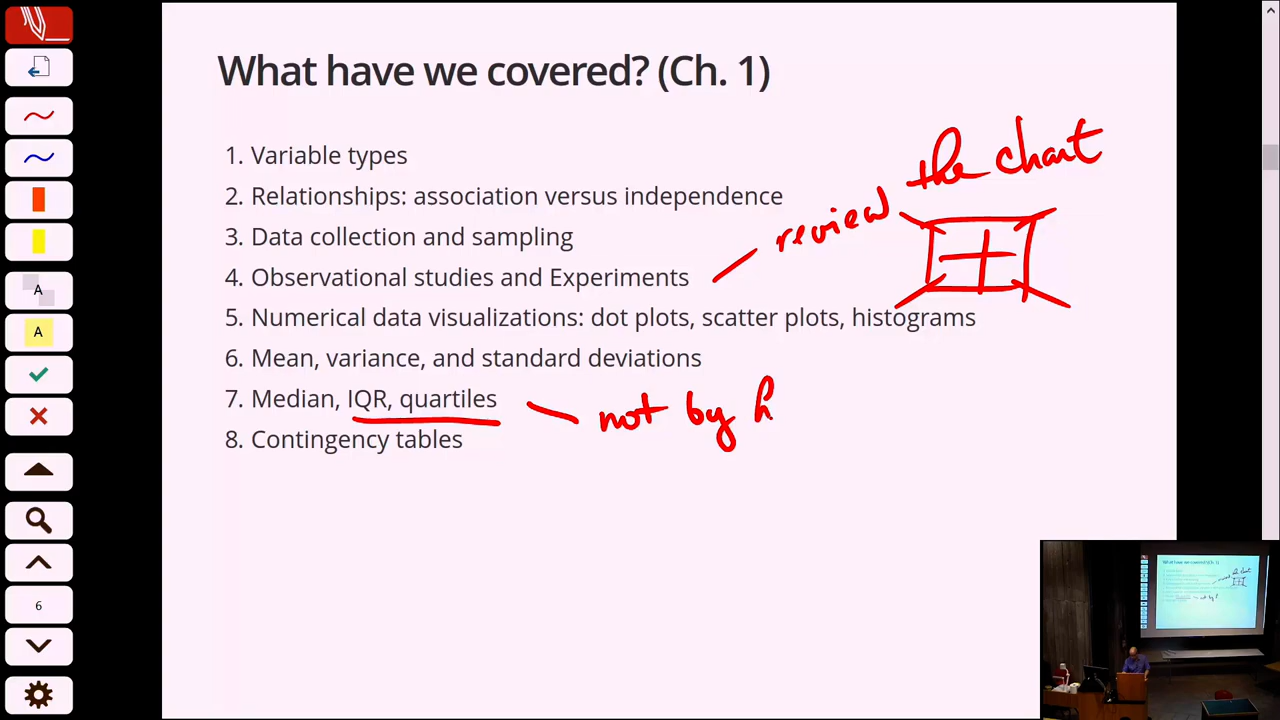 What have we covered? (Ch. 1)
1. Variable types
2. Relationships: association versus independence
3. Data collection and sampling
4. Observational studies and Experiments
review the chart
5. Numerical data visualizations: dot plots, scatter plots, histograms
6. Mean, variance, and standard deviations
7. Median, IQR, quartiles
not by h
8. Contingency tables
A
A
6